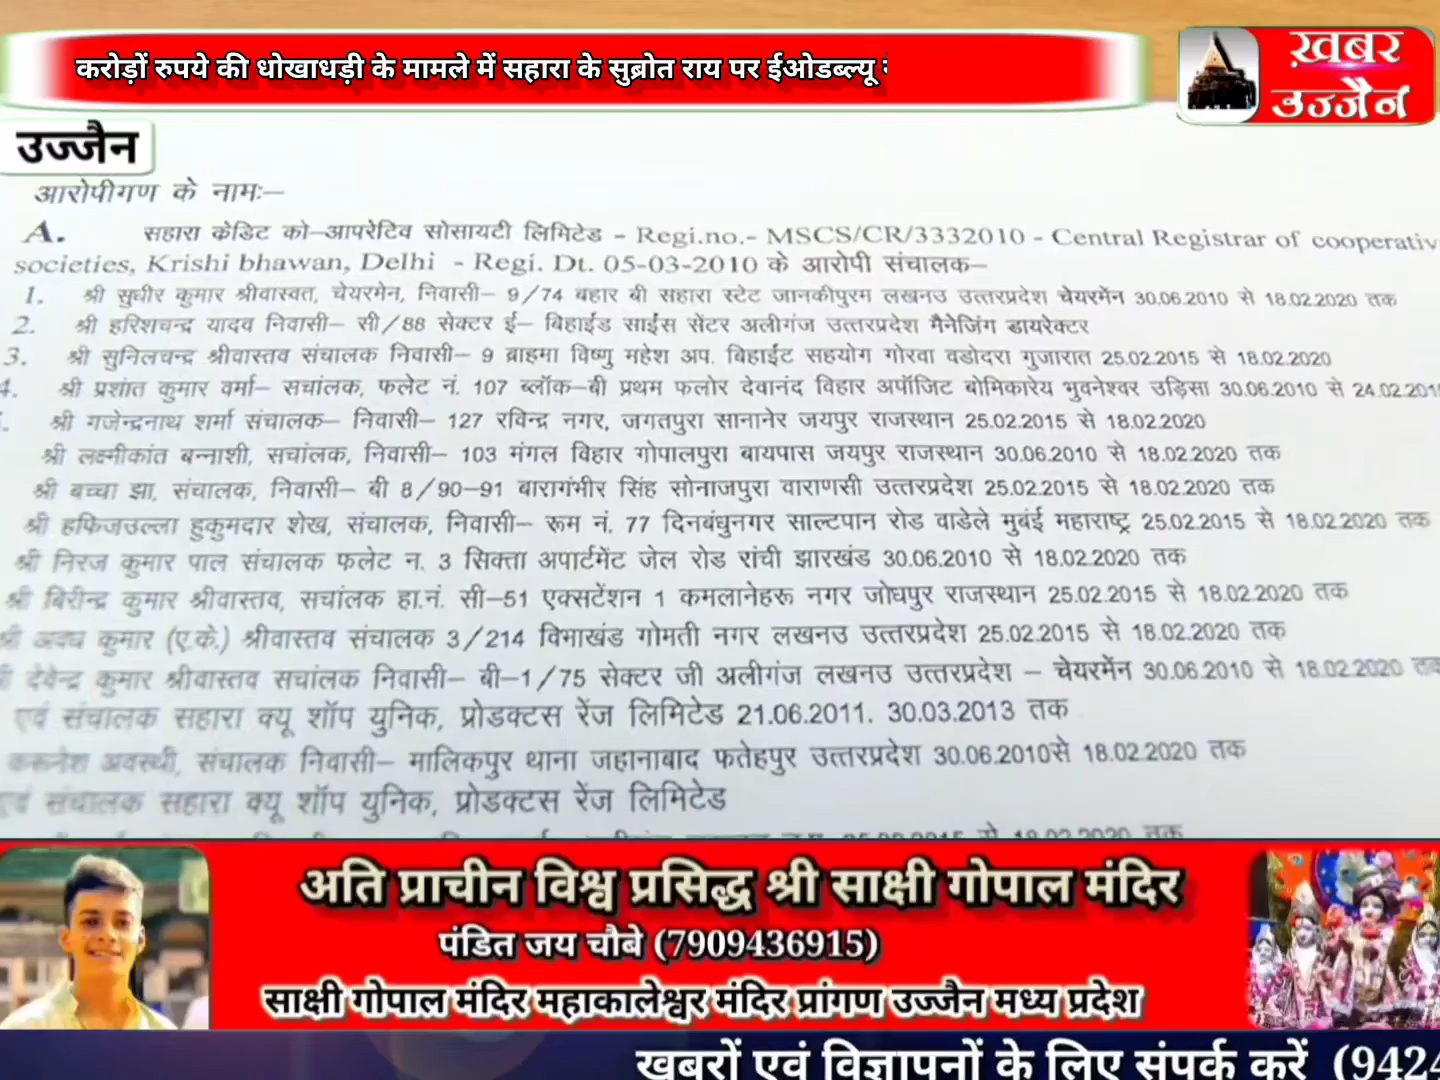 करोड़ों रुपये की धोखाधड़ी के मामले में सहारा के सुब्रोत राय पर ईओडब्ल्यू
ख़बर
उज्जैन
उज्जैन
आरोपीगण के नामः–
A. सहारा केडिट को–आपरेटिव सोसायटी लिमिटेड - Regi.no.- MSCS/CR/3332010 - Central Registrar of cooperativ
societies, Krishi bhawan, Delhi - Regi. Dt. 05-03-2010 के आरोपी संचालक–
1. श्री सुधीर कुमार श्रीवास्वत, चेयरमेन, निवासी– 9/74 बहार बी सहारा स्टेट जानकीपुरम लखनउ उत्तरप्रदेश चेयरमेंन 30.06.2010 से 18.02.2020 तक
2. श्री हरिशचन्द्र यादव निवासी– सी/88 सेक्टर ई– बिहाईड साईंस सेंटर अलीगंज उत्तरप्रदेश मैनेजिंग डायरेक्टर
3. श्री सुनिलचन्द्र श्रीवास्तव संचालक निवासी– 9 ब्राहमा विष्णु महेश अप. बिहाईंट सहयोग गोरवा वडोदरा गुजारात 25.02.2015 से 18.02.2020
4. श्री प्रशांत कुमार वर्मा– सचांलक, फलेट नं. 107 ब्लॉक–बी प्रथम फलोर देवानंद विहार अपॉजिट बोमिकारेय भुवनेश्वर उड़िसा 30.06.2010 से 24.02.201
श्री गजेन्द्रनाथ शर्मा संचालक– निवासी– 127 रविन्द्र नगर, जगतपुरा सानानेर जयपुर राजस्थान 25.02.2015 से 18.02.2020
श्री लक्ष्मीकांत बन्नाशी, सचांलक, निवासी– 103 मंगल विहार गोपालपुरा बायपास जयपुर राजस्थान 30.06.2010 से 18.02.2020 तक
श्री बच्चा झा, संचालक, निवासी– बी 8/90–91 बारागंभीर सिंह सोनाजपुरा वाराणसी उत्तरप्रदेश 25.02.2015 से 18.02.2020 तक
श्री हफिजउल्ला हुकुमदार शेख, संचालक, निवासी– रूम नं. 77 दिनबंधुनगर साल्टपान रोड वाडेले मुबंई महाराष्ट्र 25.02.2015 से 18.02.2020 तक
श्री निरज कुमार पाल संचालक फलेट न. 3 सिक्ता अपार्टमेंट जेल रोड रांची झारखंड 30.06.2010 से 18.02.2020 तक
श्री बिरीन्द्र कुमार श्रीवास्तव, सचांलक हा.नं. सी–51 एक्सटेंशन 1 कमलानेहरू नगर जोधपुर राजस्थान 25.02.2015 से 18.02.2020 तक
श्री अवध कुमार (ए.के.) श्रीवास्तव संचालक 3/214 विभाखंड गोमती नगर लखनउ उत्तरप्रदेश 25.02.2015 से 18.02.2020 तक
देवेन्द्र कुमार श्रीवास्तव सचांलक निवासी– बी–1/75 सेक्टर जी अलीगंज लखनउ उत्तरप्रदेश – चेयरमेंन 30.06.2010 से 18.02.2020 तक
एवं संचालक सहारा क्यू शॉप युनिक, प्रोडक्टस रेंज लिमिटेड 21.06.2011. 30.03.2013 तक
करूनेश अवस्थी, संचालक निवासी– मालिकपुर थाना जहानाबाद फतेहपुर उत्तरप्रदेश 30.06.2010से 18.02.2020 तक
एवं संचालक सहारा क्यू शॉप युनिक, प्रोडक्टस रेंज लिमिटेड
अति प्राचीन विश्व प्रसिद्ध श्री साक्षी गोपाल मंदिर
पंडित जय चौबे (7909436915)
साक्षी गोपाल मंदिर महाकालेश्वर मंदिर प्रांगण उज्जैन मध्य प्रदेश
खबरों एवं विज्ञापनों के लिए संपर्क करें (9424